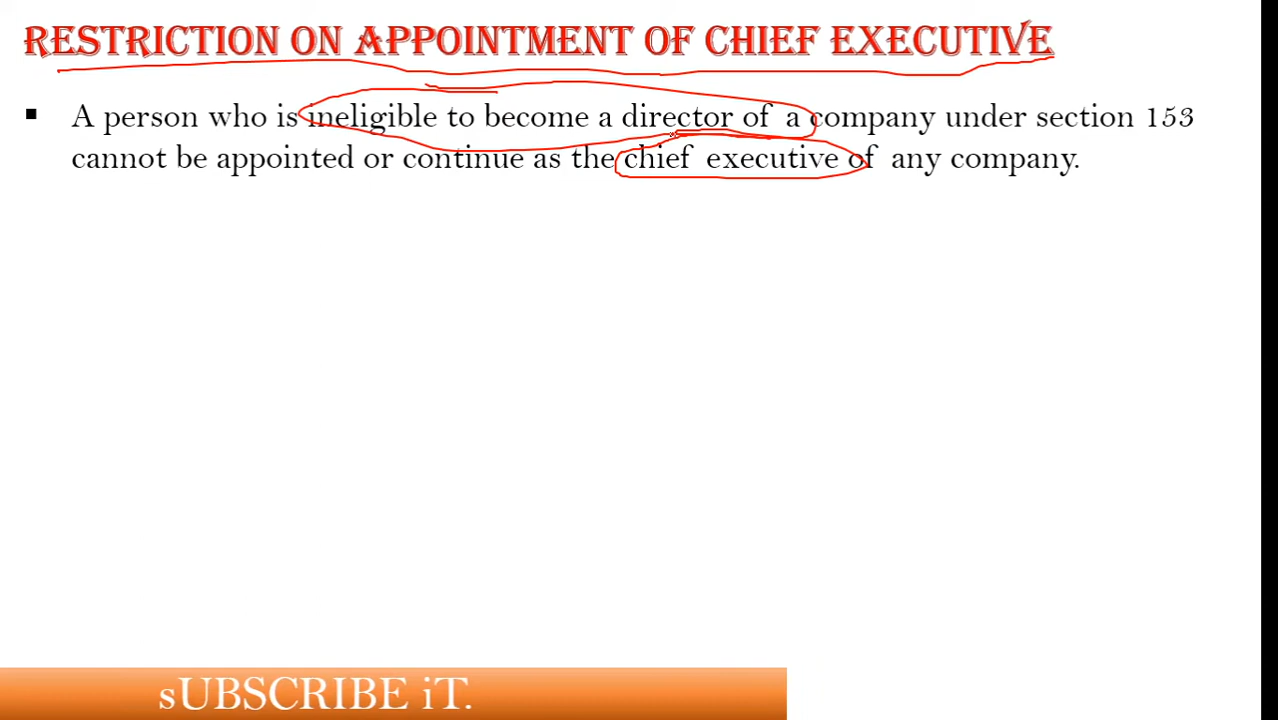 RESTRICTION ON APPOINTMENT OF CHIEF EXECUTIVE
▪ A person who is ineligible to become a director of a company under section 153
cannot be appointed or continue as the chief executive of any company.
sUBSCRIBE iT.